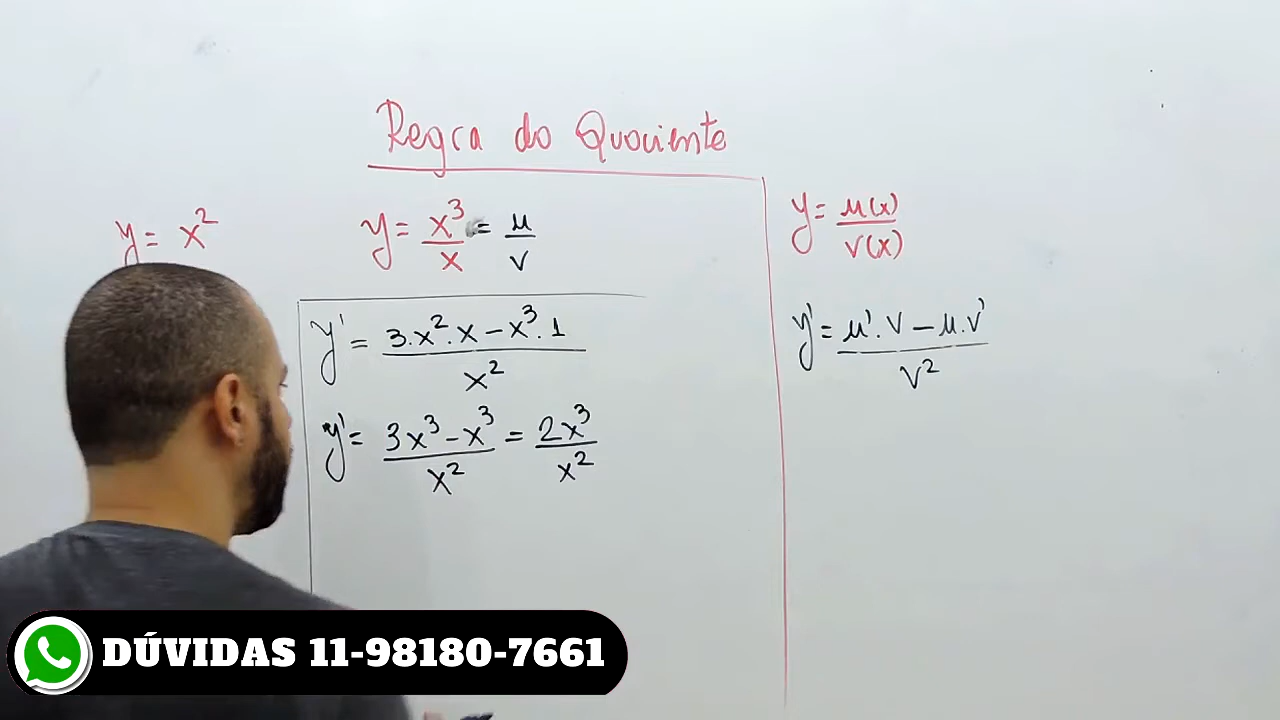 Regra do Quociente
y = x²
y = x³/x = u/v
y' = 3.x².x - x³.1/x²
y' = 3x³ - x³/x² = 2x³/x²
y = u(x)/v(x)
y' = u'.v - u.v'/v²
DÚVIDAS 11-98180-7661